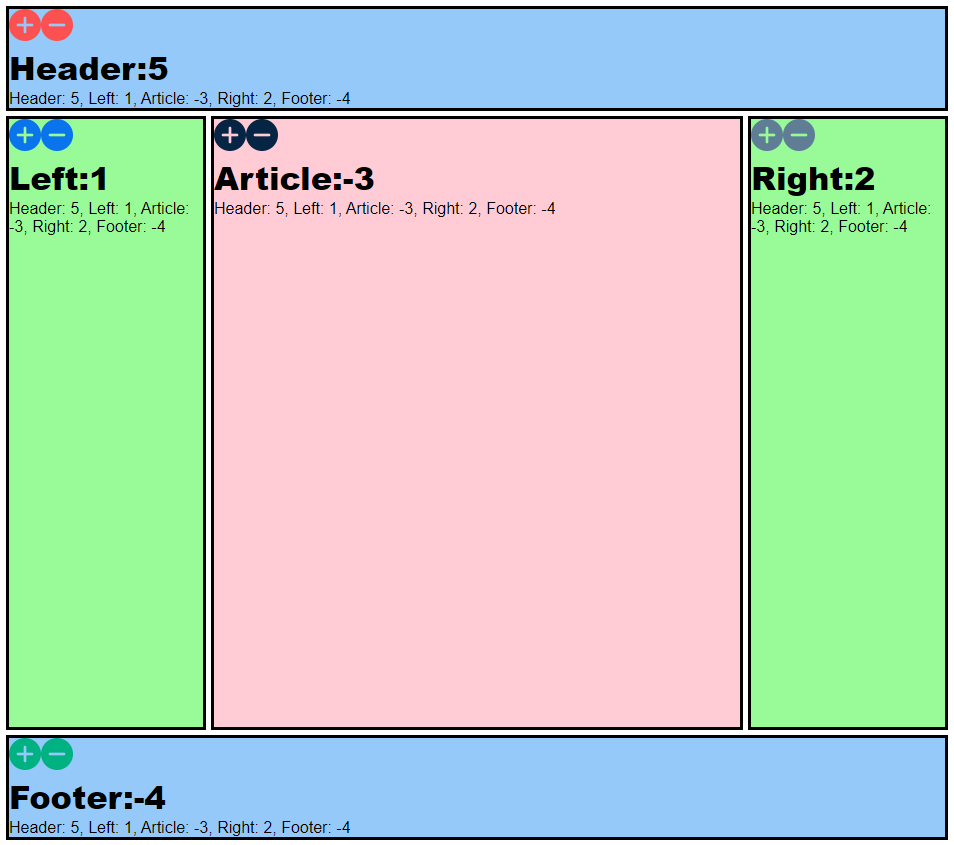 Header:5
Header: 5, Left: 1, Article: -3, Right: 2, Footer: -4
Left:1
Header: 5, Left: 1, Article:
-3, Right: 2, Footer: -4
Article:-3
Header: 5, Left: 1, Article: -3, Right: 2, Footer: -4
Right:2
Header: 5, Left: 1, Article:
-3, Right: 2, Footer: -4
Footer:-4
Header: 5, Left: 1, Article: -3, Right: 2, Footer: -4